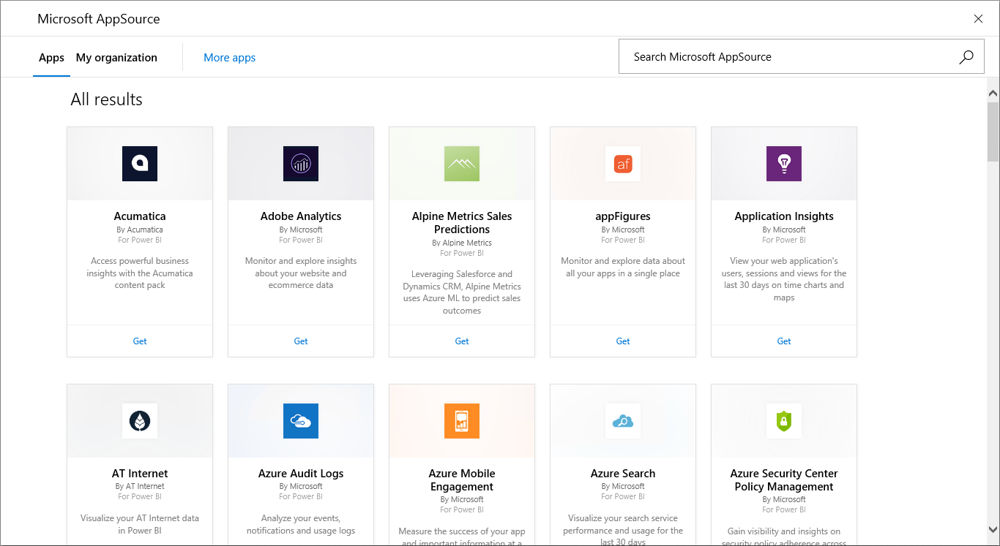 Microsoft AppSource
Apps My organization More apps
Search Microsoft AppSource
All results
af
Acumatica
By Acumatica
For Power BI
Access powerful business
insights with the Acumatica
content pack
Get
Adobe Analytics
By Microsoft
For Power BI
Monitor and explore insights
about your website and
ecommerce data
Get
Alpine Metrics Sales
Predictions
By Alpine Metrics
For Power BI
Leveraging Salesforce and
Dynamics CRM, Alpine Metrics
uses Azure ML to predict sales
outcomes
Get
appFigures
By Microsoft
For Power BI
Monitor and explore data about
all your apps in a single place
Get
Application Insights
By Microsoft
For Power BI
View your web application's
users, sessions and views for the
last 30 days on time charts and
maps
Get
AT Internet
By AT Internet
For Power BI
Visualize your AT Internet data
in Power BI
Azure Audit Logs
By Microsoft
For Power BI
Analyze your events,
notifications and usage logs
Azure Mobile
Engagement
By Microsoft
For Power BI
Measure the success of your app
and important information at a
Azure Search
By Microsoft
For Power BI
Visualize your search service
performance and usage for the
last 30 days
Azure Security Center
Policy Management
By Microsoft
For Power BI
Gain visibility and insights on
security policy adherence across